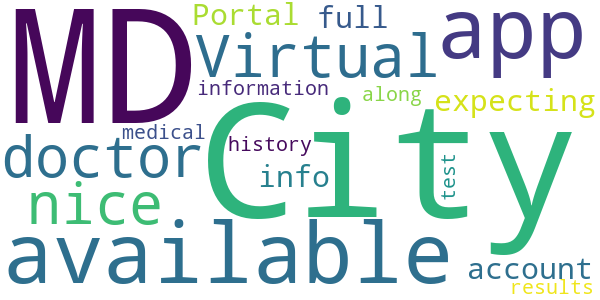 MD
Portal
full
app
Virtual
information
along
expecting
City
medical
history
doctor
info
test
nice
available
account
results